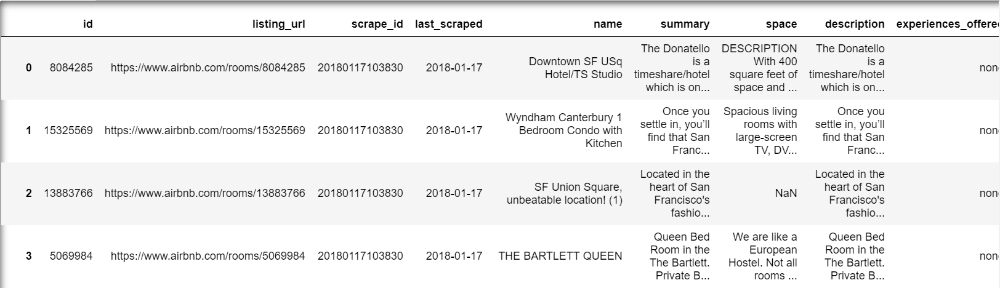 id listing_url scrape_id last_scraped name summary space description experiences_offere
0 8084285 https://www.airbnb.com/rooms/8084285 20180117103830 2018-01-17 Downtown SF USq Hotel/TS Studio The Donatello is a timeshare/hotel which is on... DESCRIPTION With 400 square feet of space and ... The Donatello is a timeshare/hotel which is on... non
1 15325569 https://www.airbnb.com/rooms/15325569 20180117103830 2018-01-17 Wyndham Canterbury 1 Bedroom Condo with Kitchen Once you settle in, you’ll find that San Franc... Spacious living rooms with large-screen TV, DV... Once you settle in, you’ll find that San Franc... non
2 13883766 https://www.airbnb.com/rooms/13883766 20180117103830 2018-01-17 SF Union Square, unbeatable location! (1) Located in the heart of San Francisco's fashio... NaN Located in the heart of San Francisco's fashio... non
3 5069984 https://www.airbnb.com/rooms/5069984 20180117103830 2018-01-17 THE BARTLETT QUEEN Queen Bed Room in the The Bartlett. Private B... We are like a European Hostel. Not all rooms ... Queen Bed Room in the The Bartlett. Private B... non